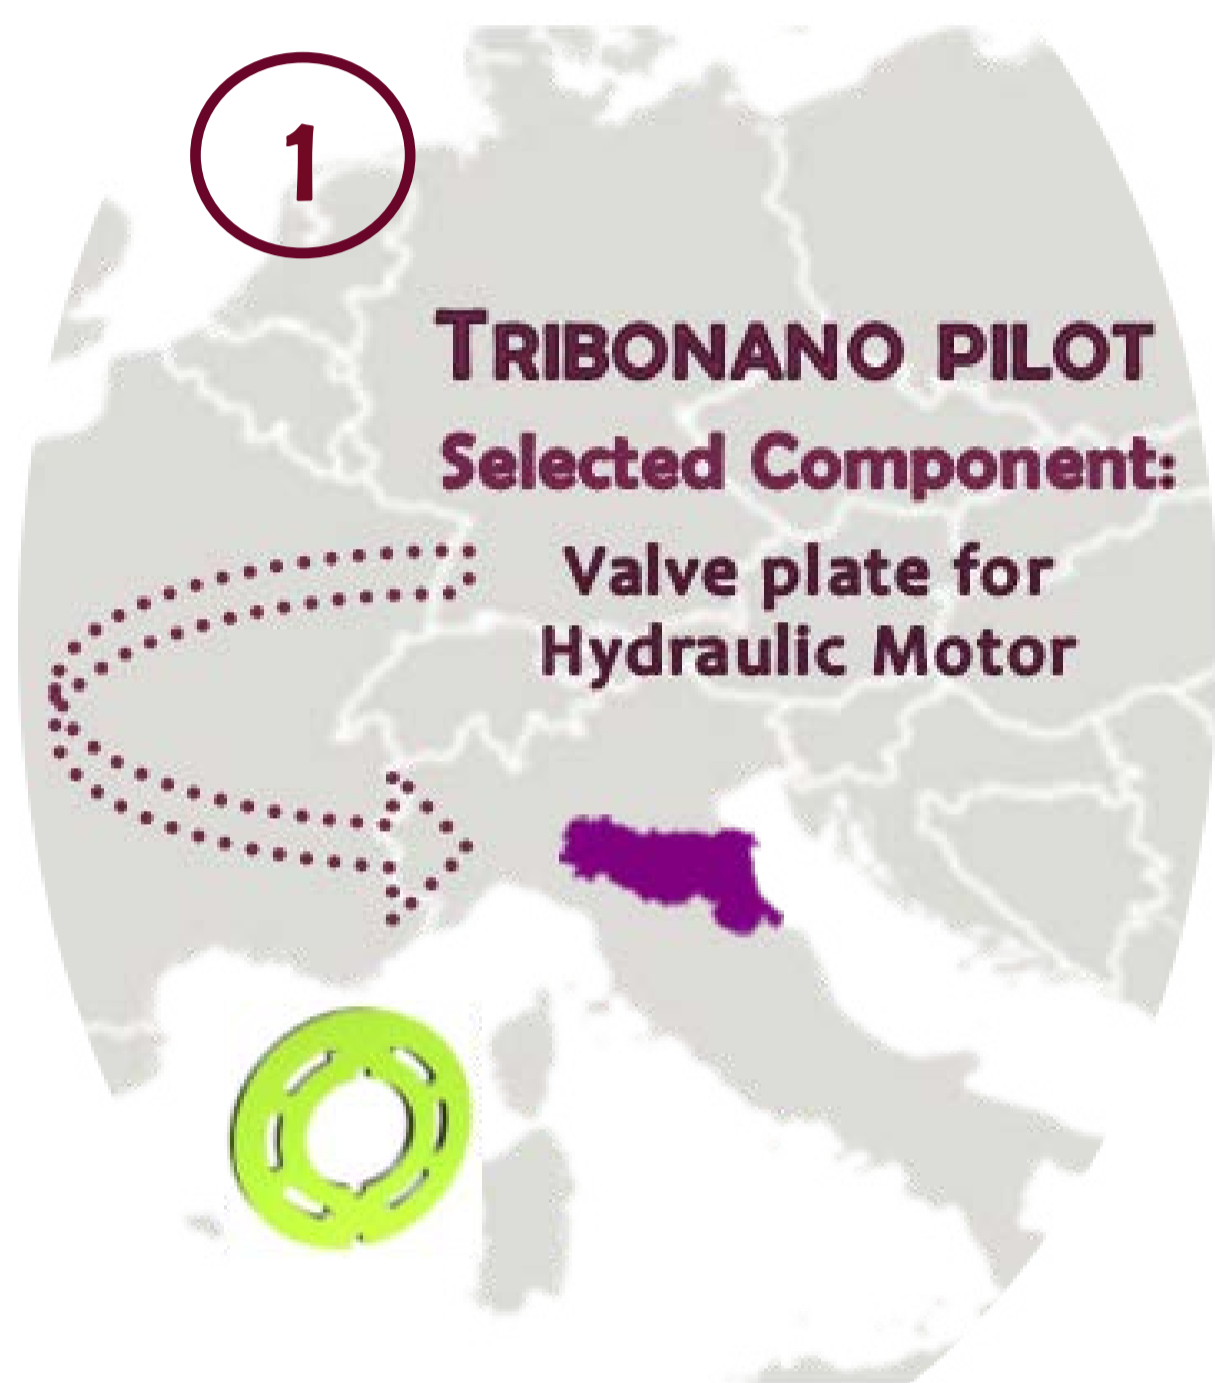 1
TRIBONANO PILOT
Selected Component:
Valve plate for
Hydraulic Motor